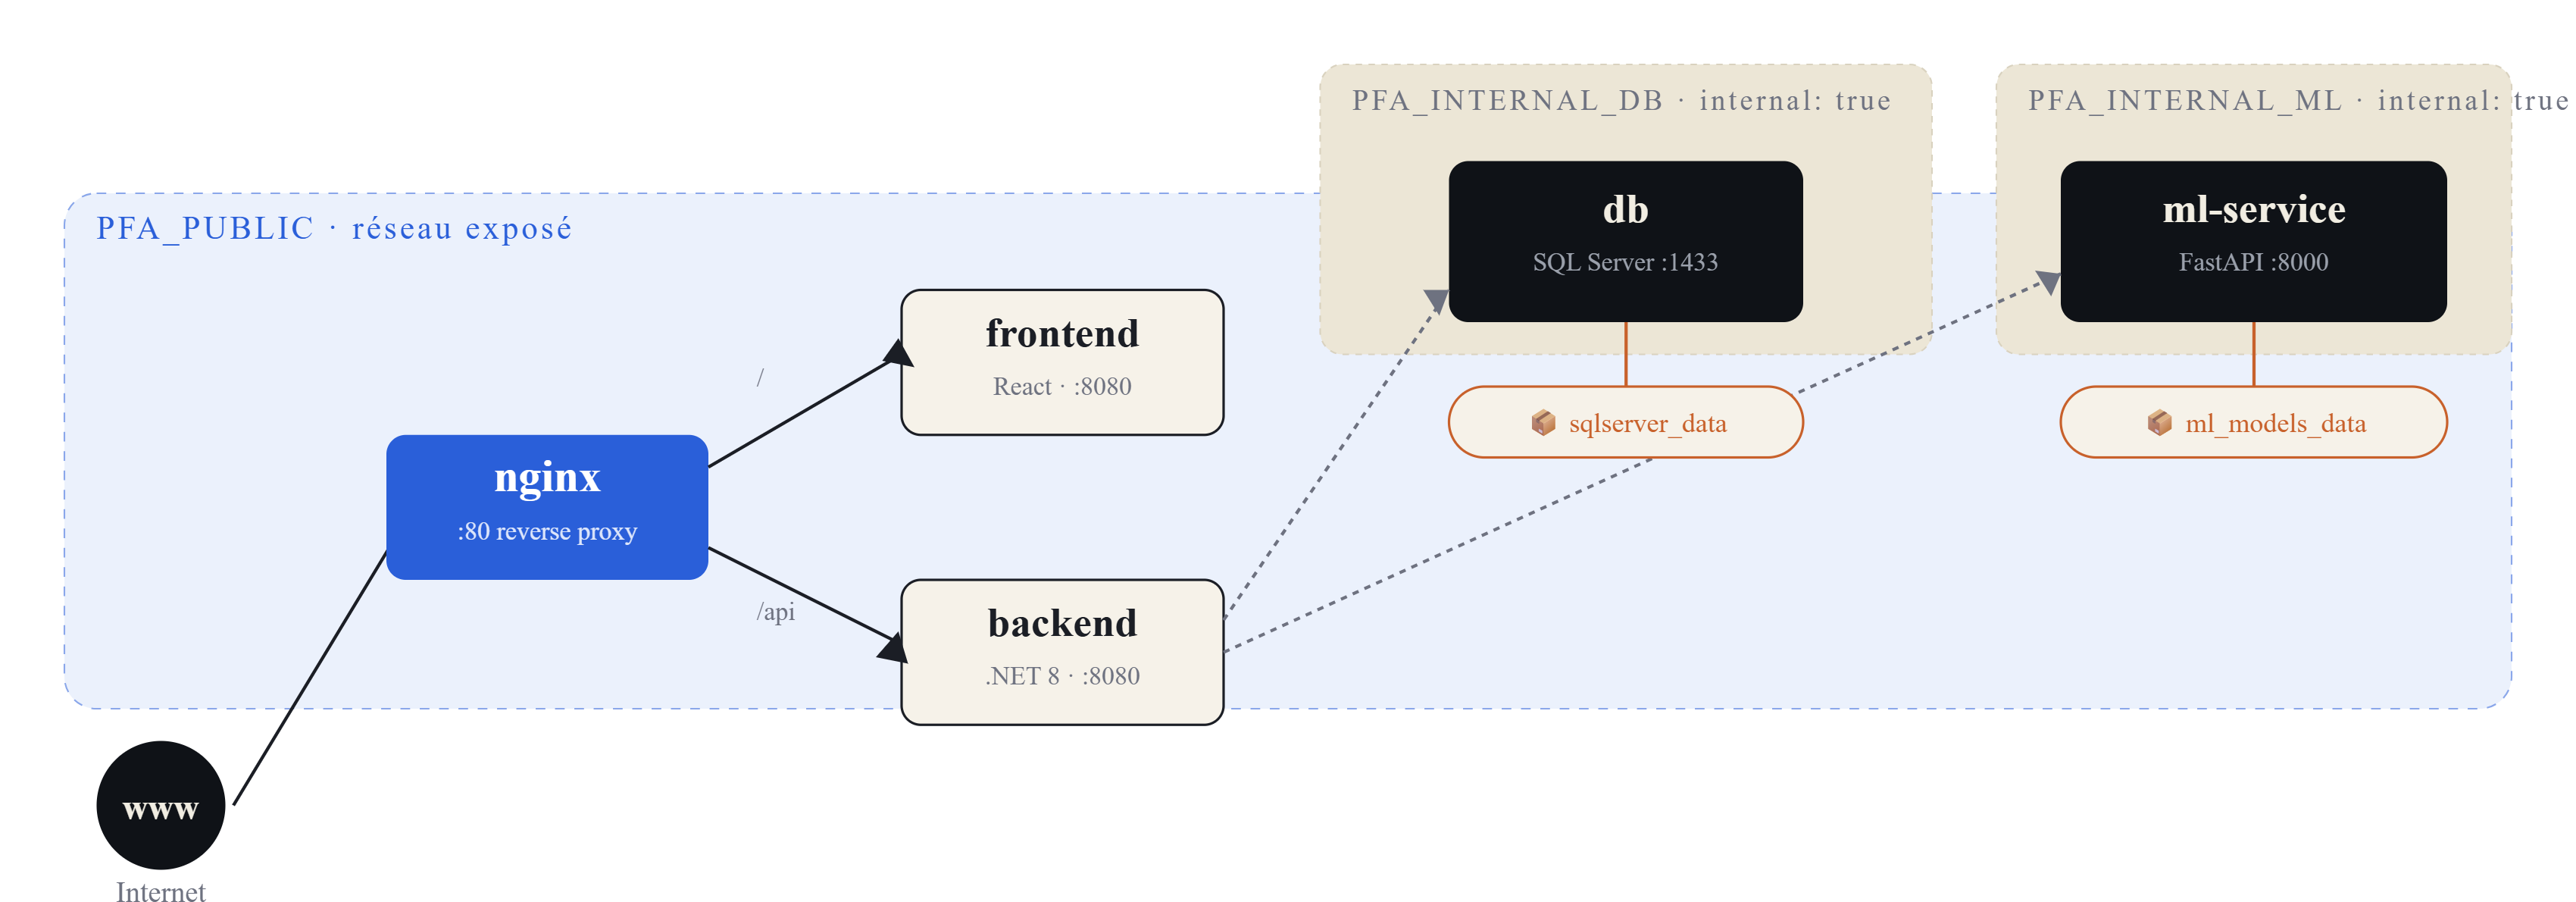 PFA_INTERNAL_DB · internal: true
PFA_INTERNAL_ML · internal: true
db
SQL Server :1433
ml-service
FastAPI :8000
PFA_PUBLIC · réseau exposé
frontend
React · :8080
/
sqlserver_data
ml_models_data
nginx
:80 reverse proxy
/api
backend
.NET 8 · :8080
www
Internet